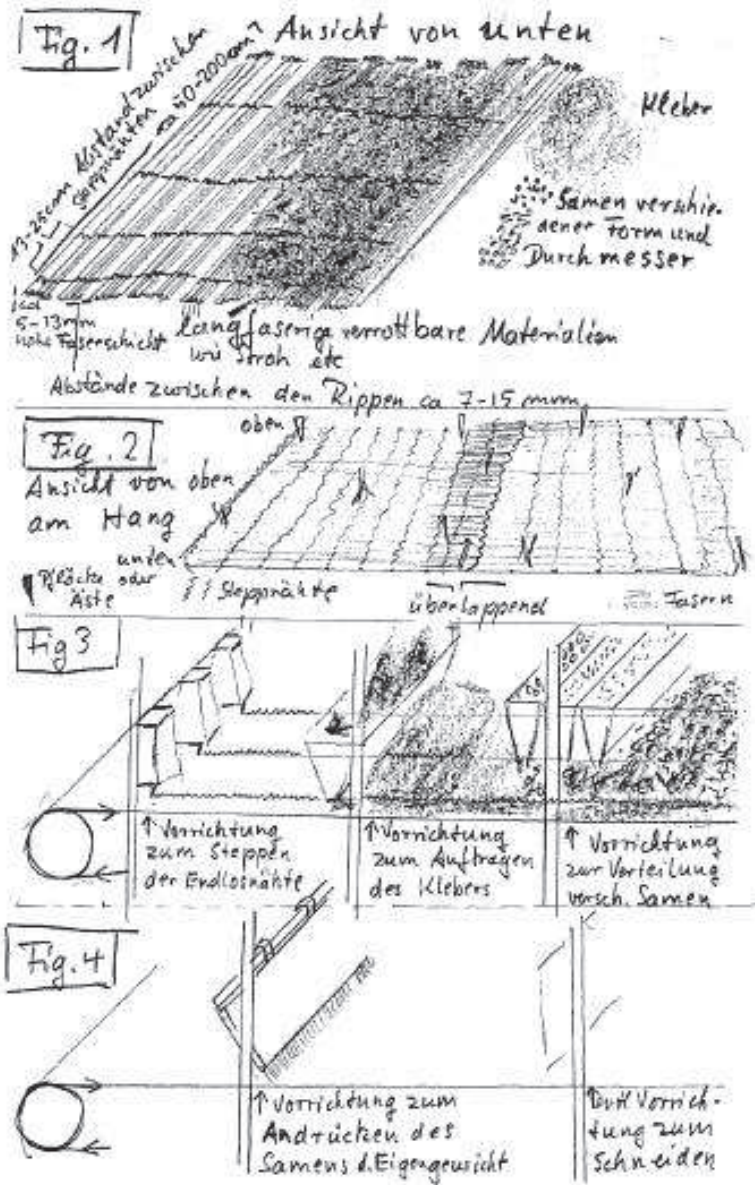 Fig. 1
Ansicht von unten
Abstand zwischen
Steppnähten
ca 40-200cm
Kleber
Samen verschie-
dener Form und
Durchmesser
ca
5-13mm
hohe Faserschicht
langfaserige verrottbare Materialien
wie Stroh etc
Abstände zwischen den Rippen ca 7-15 mm
Fig. 2
oben
Ansicht von oben
am Hang
unten
Pflöcke oder
Äste
Steppnähte
überlappend
Fasern
Fig 3
↑ Vorrichtung
zum Steppen
der Endlosnähte
↑ Vorrichtung
zum Auftragen
des Klebers
↑ Vorrichtung
zur Verteilung
versch. Samen
Fig. 4
↑ Vorrichtung zum
Andrücken des
Samens d. Eigengewicht
↑ Vorrich-
tung zum
Schneiden